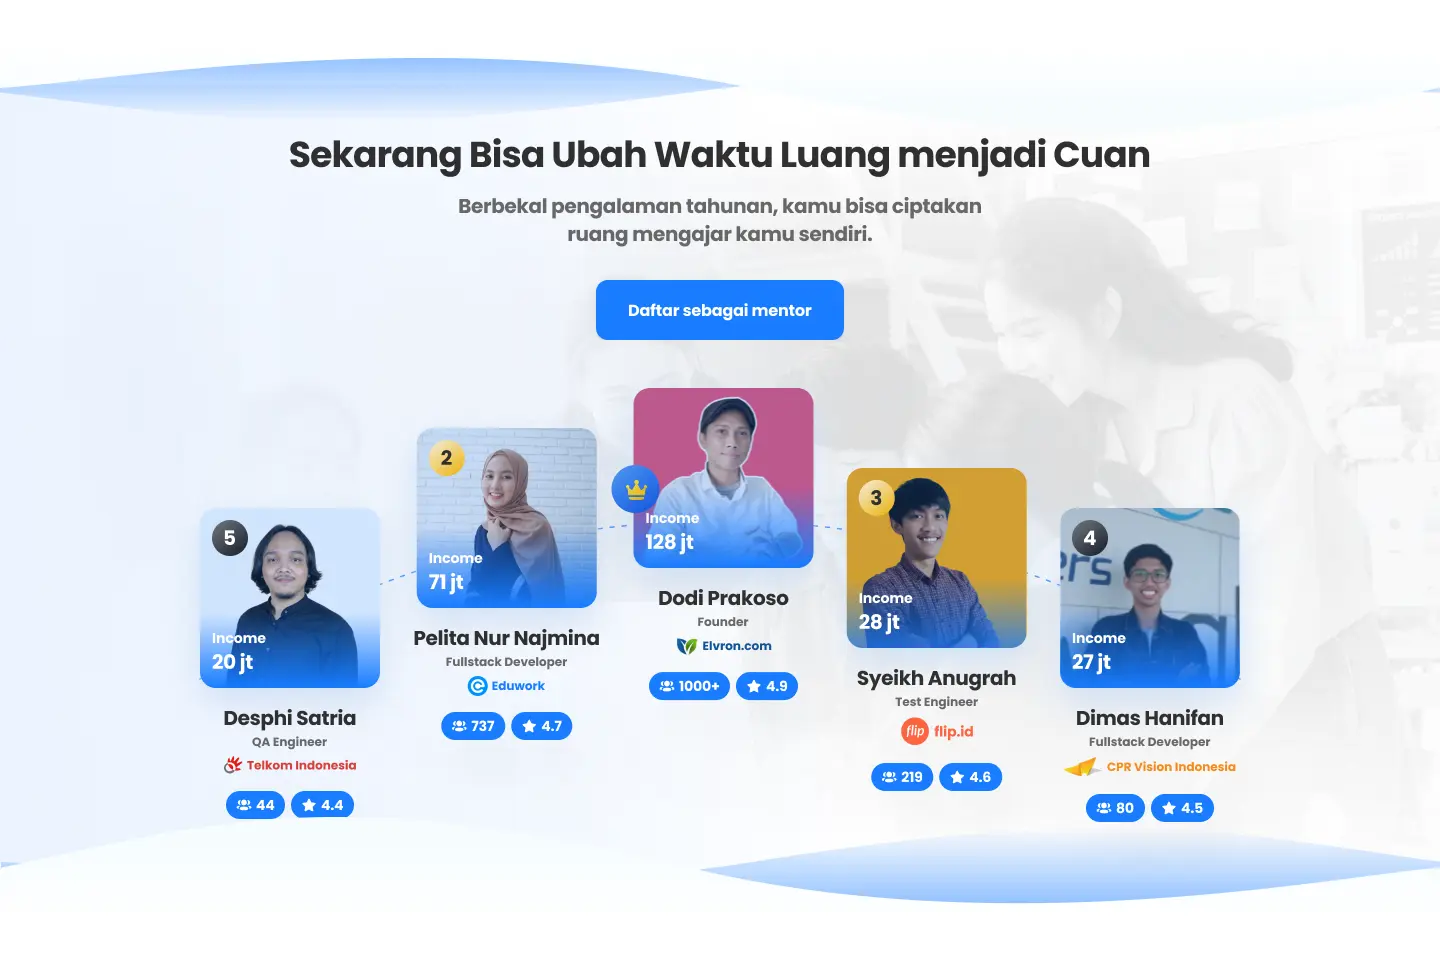 Sekarang Bisa Ubah Waktu Luang menjadi Cuan
Berbekal pengalaman tahunan, kamu bisa ciptakan
ruang mengajar kamu sendiri.
Daftar sebagai mentor
5
Income
20 jt
Desphi Satria
QA Engineer
Telkom Indonesia
44
4.4
2
Income
71 jt
Pelita Nur Najmina
Fullstack Developer
Eduwork
737
4.7
Income
128 jt
Dodi Prakoso
Founder
Elvron.com
1000+
4.9
3
Income
28 jt
Syeikh Anugrah
Test Engineer
flip flip.id
219
4.6
4
ers
Income
27 jt
Dimas Hanifan
Fullstack Developer
CPR Vision Indonesia
80
4.5